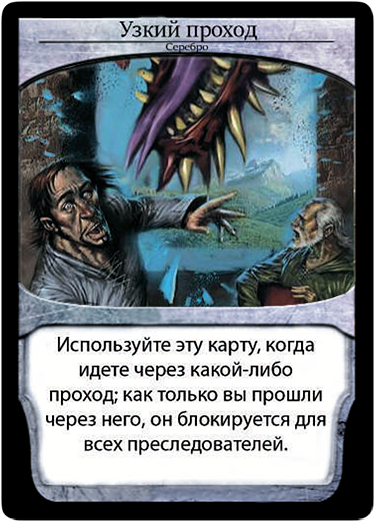 Узкий проход
Серебро
Используйте эту карту, когда
идете через какой-либо
проход; как только вы прошли
через него, он блокируется для
всех преследователей.